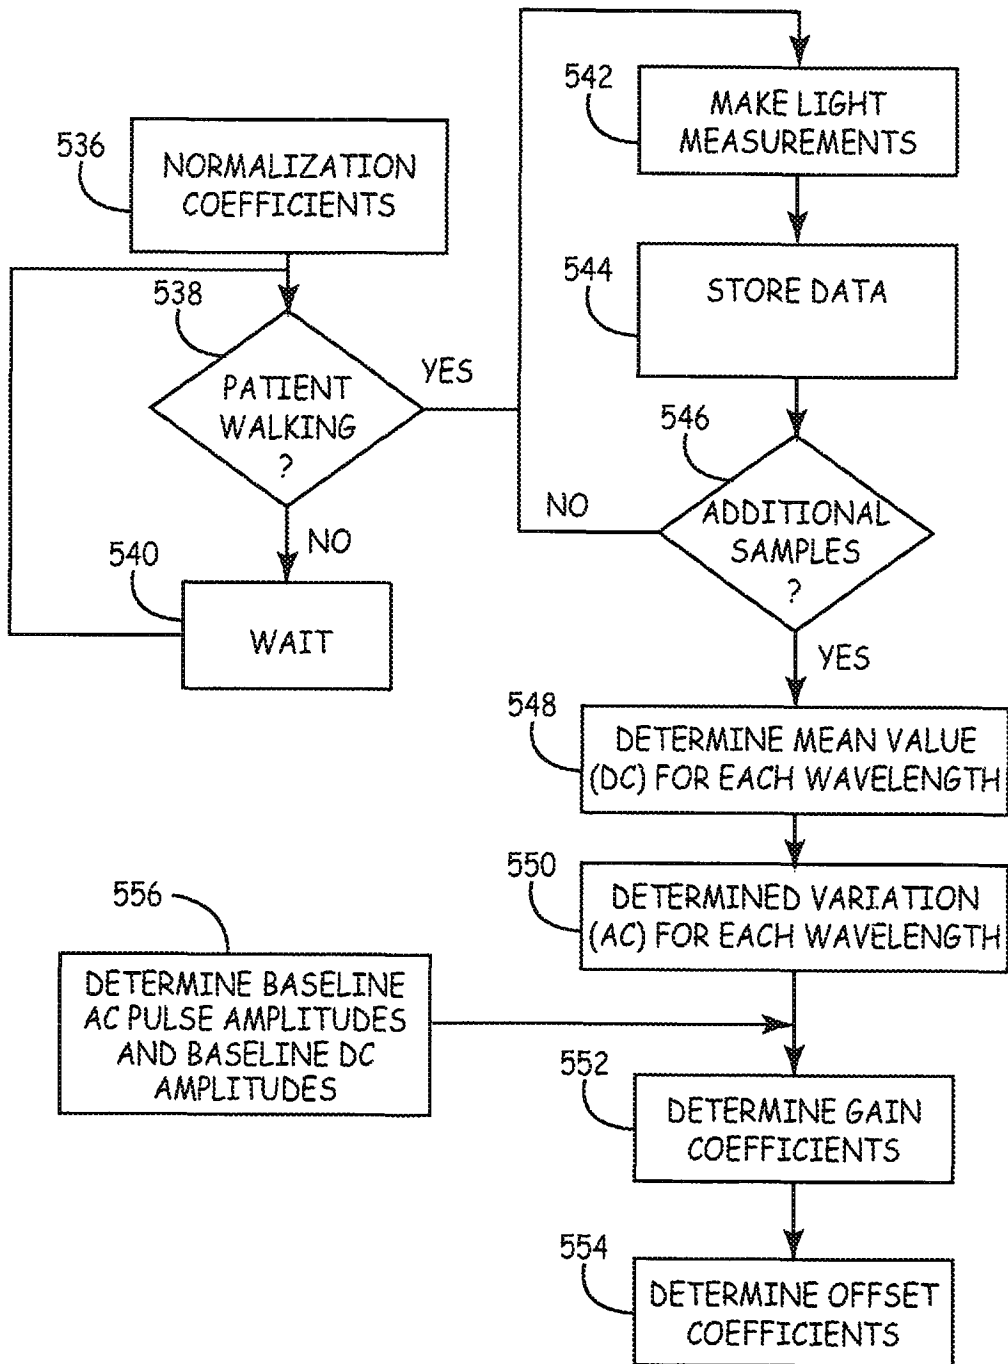 536
NORMALIZATION
COEFFICIENTS
538
PATIENT
WALKING
?
YES
NO
540
WAIT
542
MAKE LIGHT
MEASUREMENTS
544
STORE DATA
546
ADDITIONAL
SAMPLES
?
NO
YES
548
DETERMINE MEAN VALUE
(DC) FOR EACH WAVELENGTH
550
DETERMINED VARIATION
(AC) FOR EACH WAVELENGTH
556
DETERMINE BASELINE
AC PULSE AMPLITUDES
AND BASELINE DC
AMPLITUDES
552
DETERMINE GAIN
COEFFICIENTS
554
DETERMINE OFFSET
COEFFICIENTS